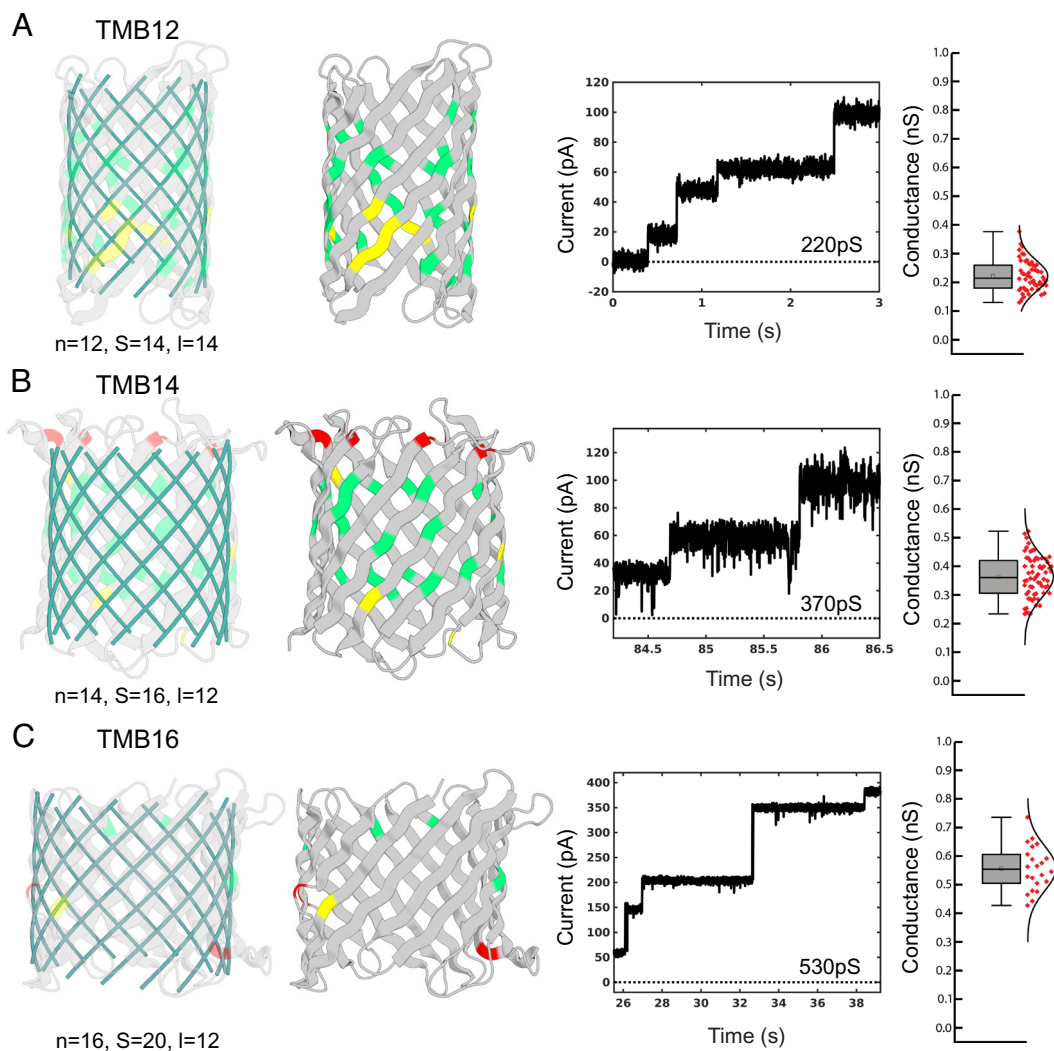 A
TMB12
n=12, S=14, l=14
Current (pA)
120
100
80
60
40
20
0
-20
220pS
0 1 2 3
Time (s)
Conductance (nS)
1.0
0.9
0.8
0.7
0.6
0.5
0.4
0.3
0.2
0.1
0.0
B
TMB14
n=14, S=16, l=12
Current (pA)
120
100
80
60
40
20
0
370pS
84.5 85 85.5 86 86.5
Time (s)
Conductance (nS)
1.0
0.9
0.8
0.7
0.6
0.5
0.4
0.3
0.2
0.1
0.0
C
TMB16
n=16, S=20, l=12
Current (pA)
400
350
300
250
200
150
100
50
0
530pS
26 28 30 32 34 36 38
Time (s)
Conductance (nS)
1.0
0.9
0.8
0.7
0.6
0.5
0.4
0.3
0.2
0.1
0.0